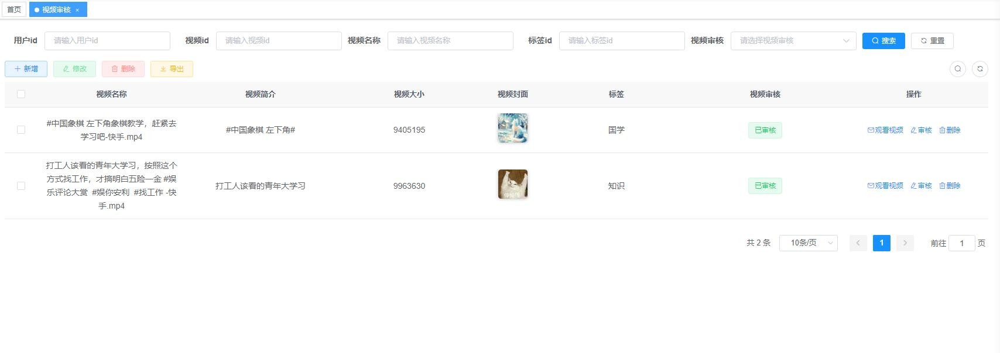 首页 视频审核 ×
用户id 请输入用户id 视频id 请输入视频id 视频名称 请输入视频名称 标签id 请输入标签id 视频审核 请选择视频审核 搜索 重置
新增 修改 删除 导出
视频名称 视频简介 视频大小 视频封面 标签 视频审核 操作
#中国象棋 左下角象棋教学，赶紧去
学习吧-快手.mp4
#中国象棋 左下角#
9405195
国学
已审核
观看视频 审核 删除
打工人该看的青年大学习，按照这个
方式找工作，才搞明白五险一金 #娱
乐评论大赏 #娱你安利 #找工作 -快
手.mp4
打工人该看的青年大学习
9963630
知识
已审核
观看视频 审核 删除
共 2 条 10条/页 1 前往 1 页